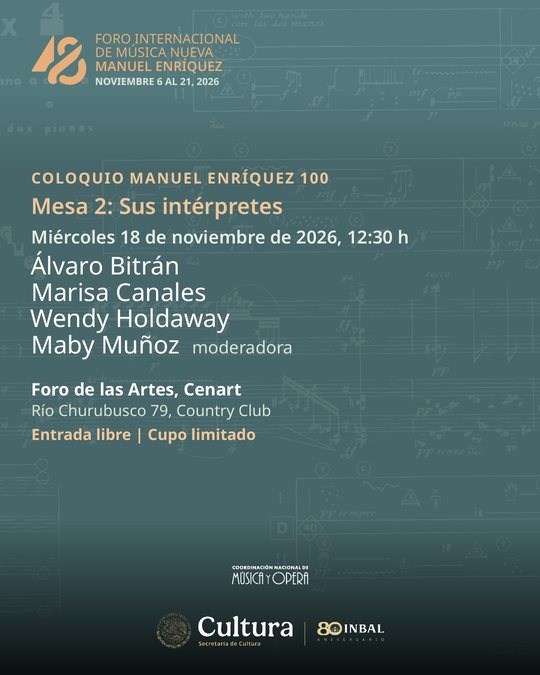 48
FORO INTERNACIONAL
DE MÚSICA NUEVA
MANUEL ENRÍQUEZ
NOVIEMBRE 6 AL 21, 2026
COLOQUIO MANUEL ENRÍQUEZ 100
Mesa 2: Sus intérpretes
Miércoles 18 de noviembre de 2026, 12:30 h
Álvaro Bitrán
Marisa Canales
Wendy Holdaway
Maby Muñoz moderadora
Foro de las Artes, Cenart
Río Churubusco 79, Country Club
Entrada libre | Cupo limitado
COORDINACIÓN NACIONAL DE
MÚSICA Y ÓPERA
Cultura
Secretaría de Cultura
80 INBAL
ANIVERSARIO